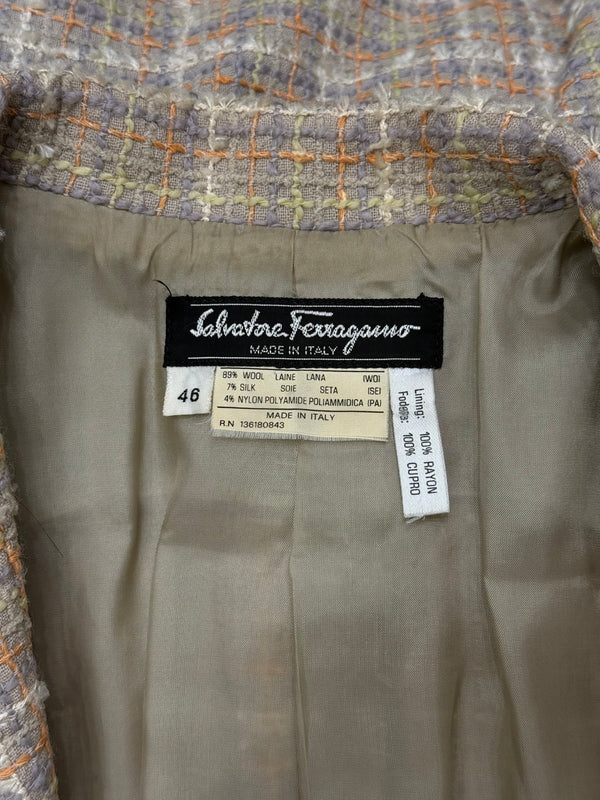 Salvatore Ferragamo
MADE IN ITALY
46
89% WOOL LAINE LANA (WO)
7% SILK SOIE SETA (SE)
4% NYLON POLYAMIDE POLIAMMIDICA (PA)
MADE IN ITALY
R.N 136180843
Lining: 100% RAYON
Fodera: 100% CUPRO